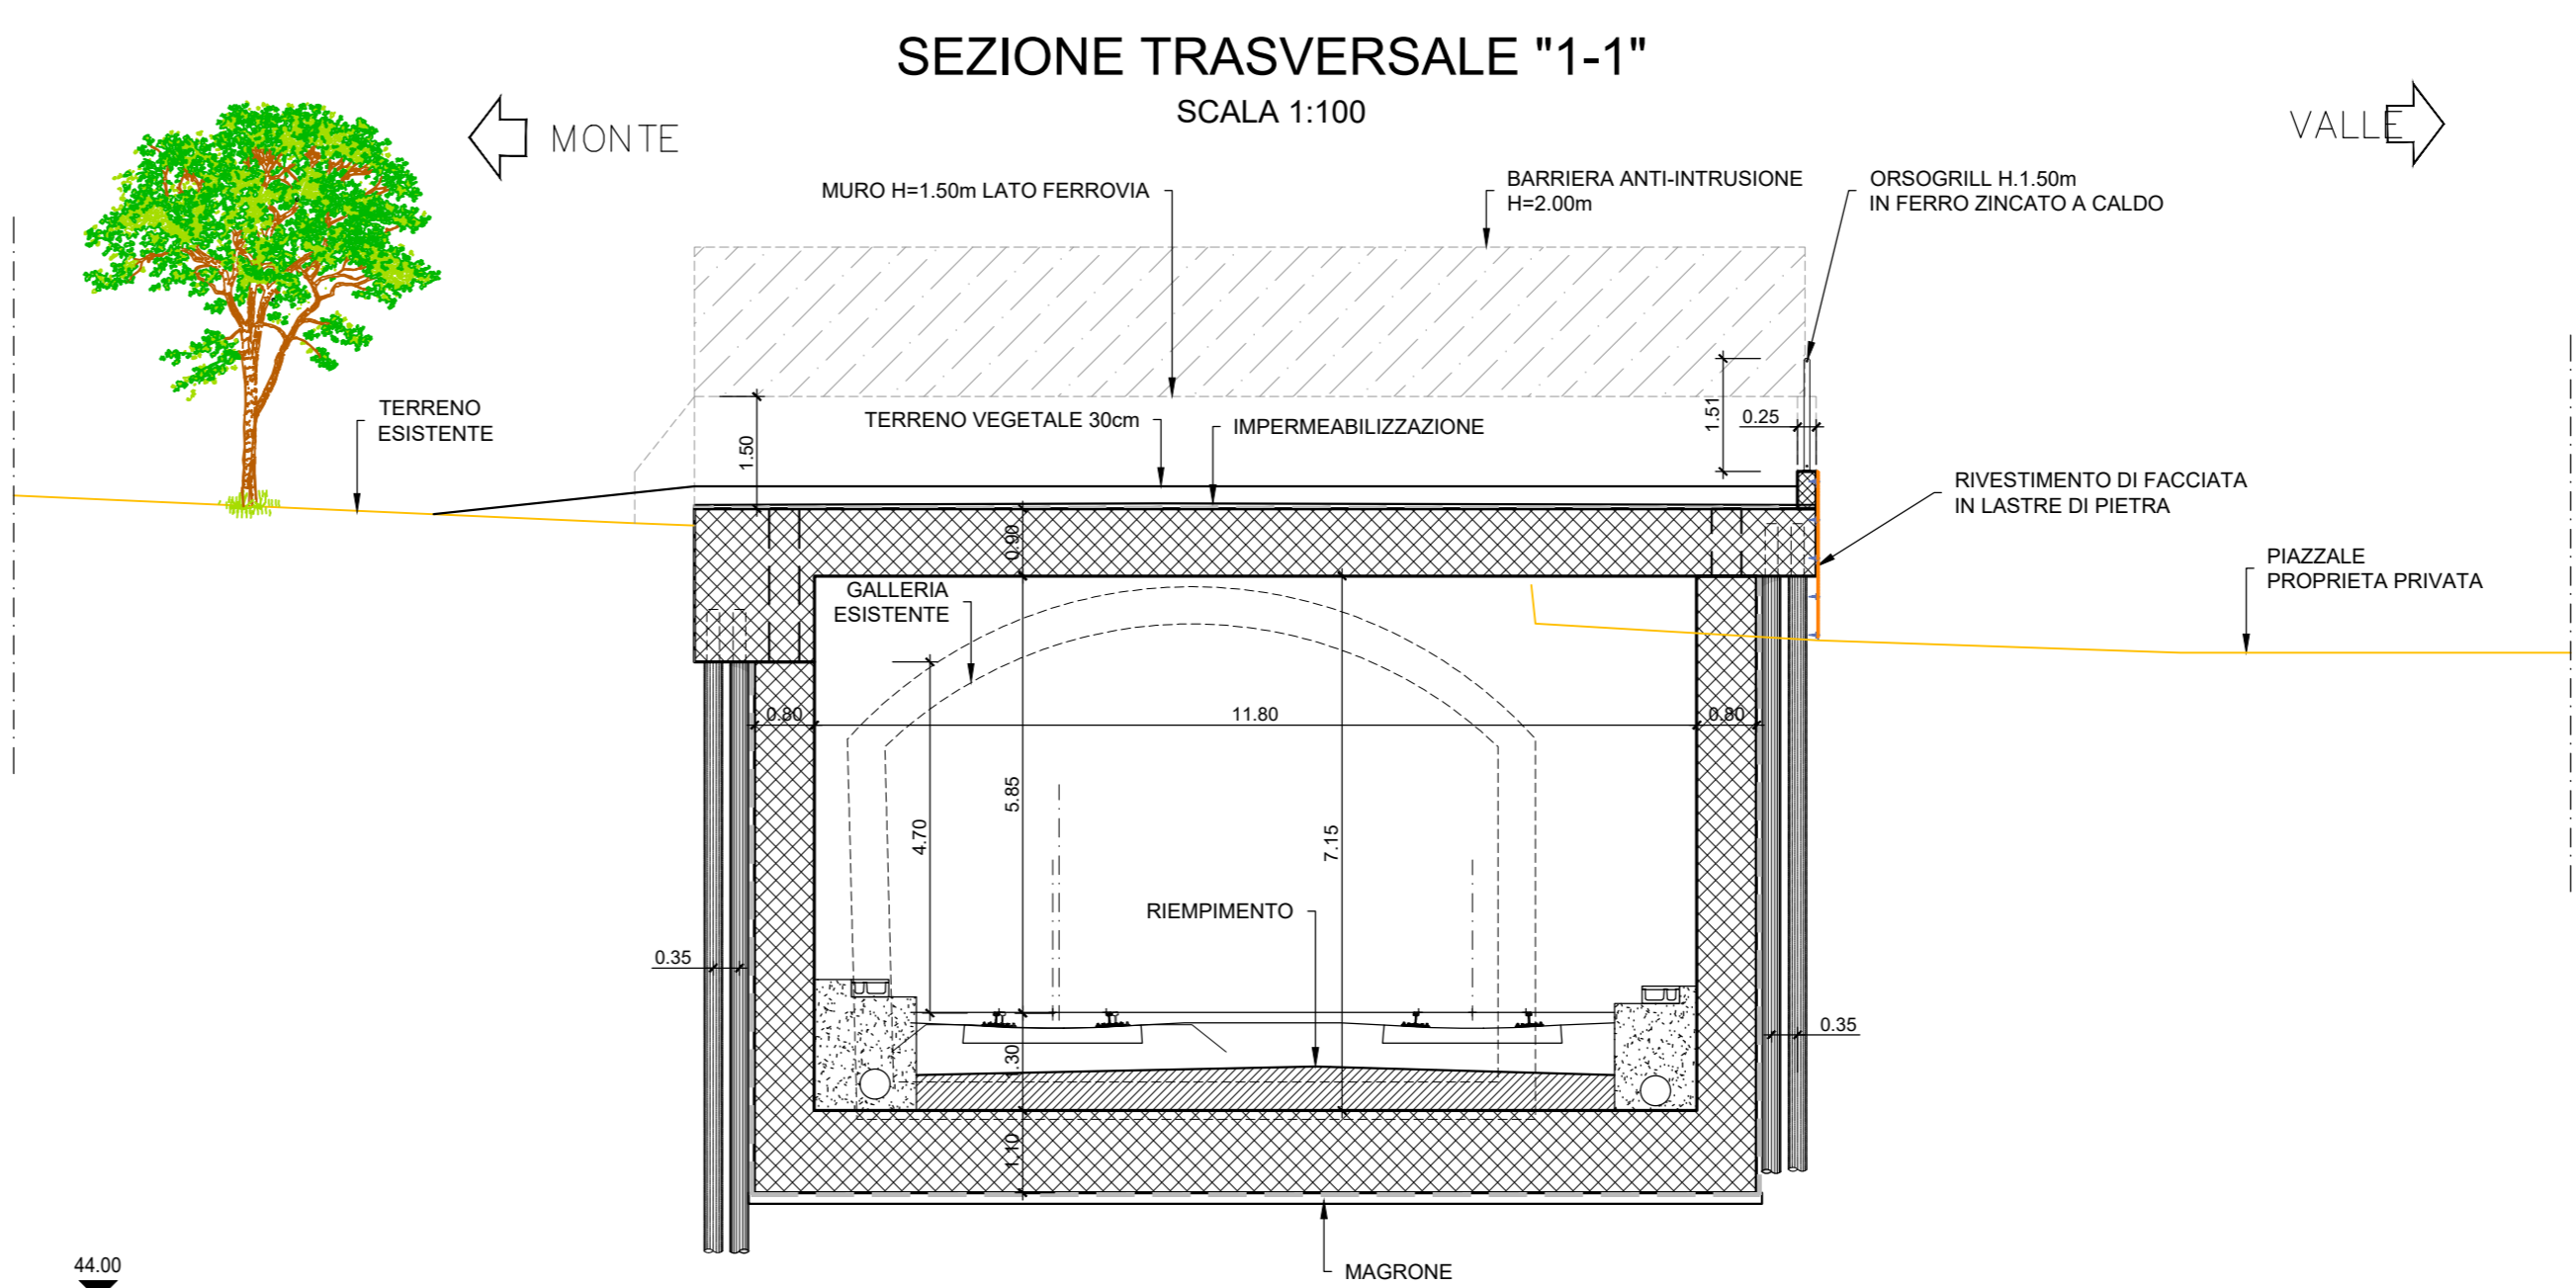 SEZIONE TRASVERSALE "1-1"
SCALA 1:100
MONTE
VALLE
MURO H=1.50m LATO FERROVIA
BARRIERA ANTI-INTRUSIONE
H=2.00m
ORSOGRILL H.1.50m
IN FERRO ZINCATO A CALDO
TERRENO
ESISTENTE
TERRENO VEGETALE 30cm
IMPERMEABILIZZAZIONE
1.50
1.51
0.25
RIVESTIMENTO DI FACCIATA
IN LASTRE DI PIETRA
0.90
PIAZZALE
PROPRIETA PRIVATA
GALLERIA
ESISTENTE
0.80
11.80
0.80
4.70
5.85
7.15
RIEMPIMENTO
0.35
0.35
1.30
1.10
44.00
MAGRONE